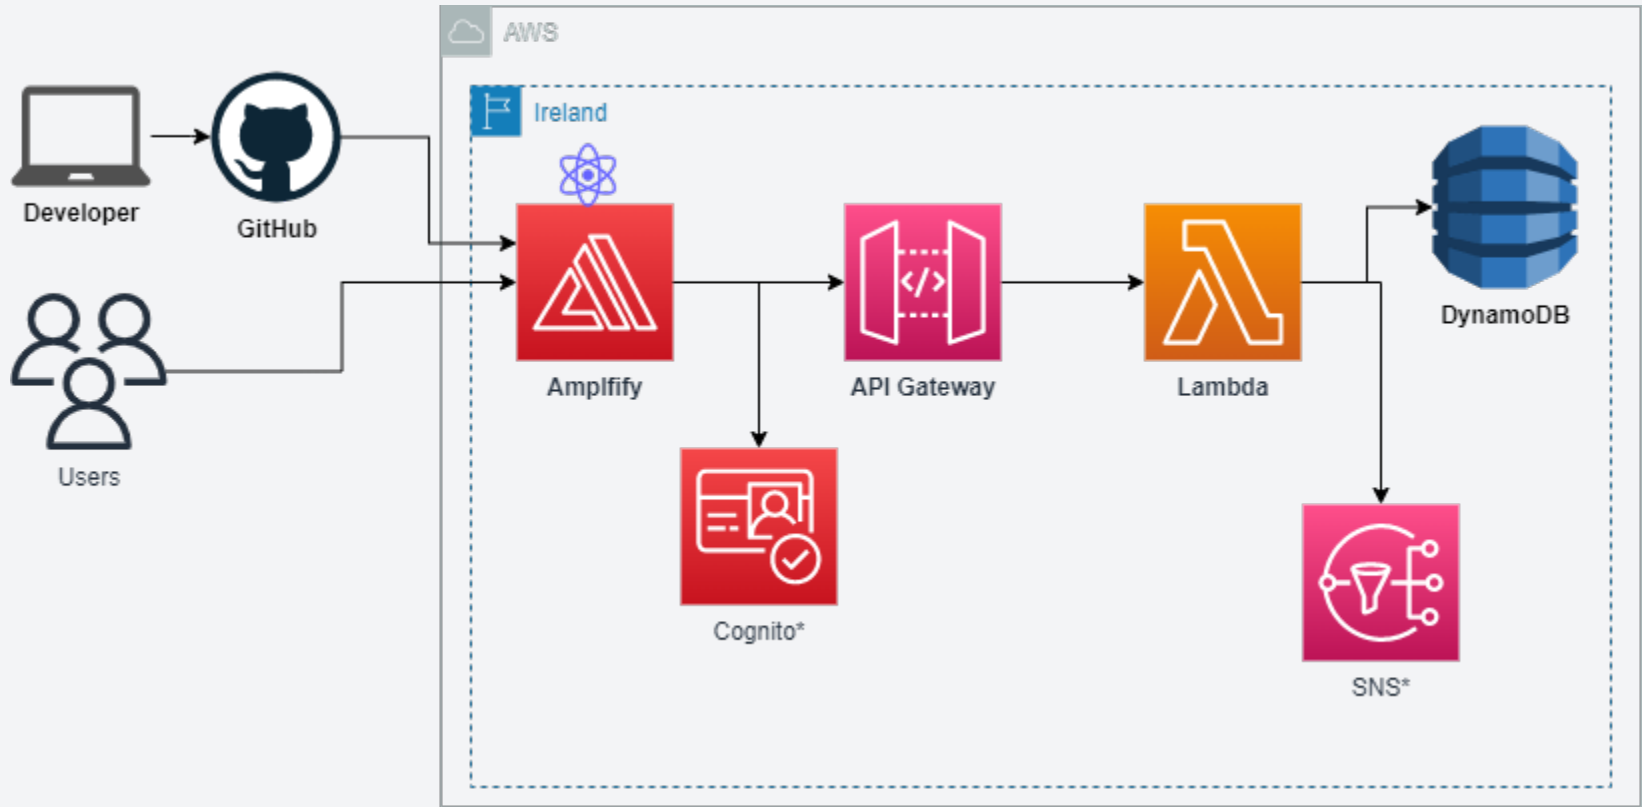 AWS
Ireland
Developer
GitHub
Users
Amplfify
</>
API Gateway
Lambda
DynamoDB
Cognito*
SNS*